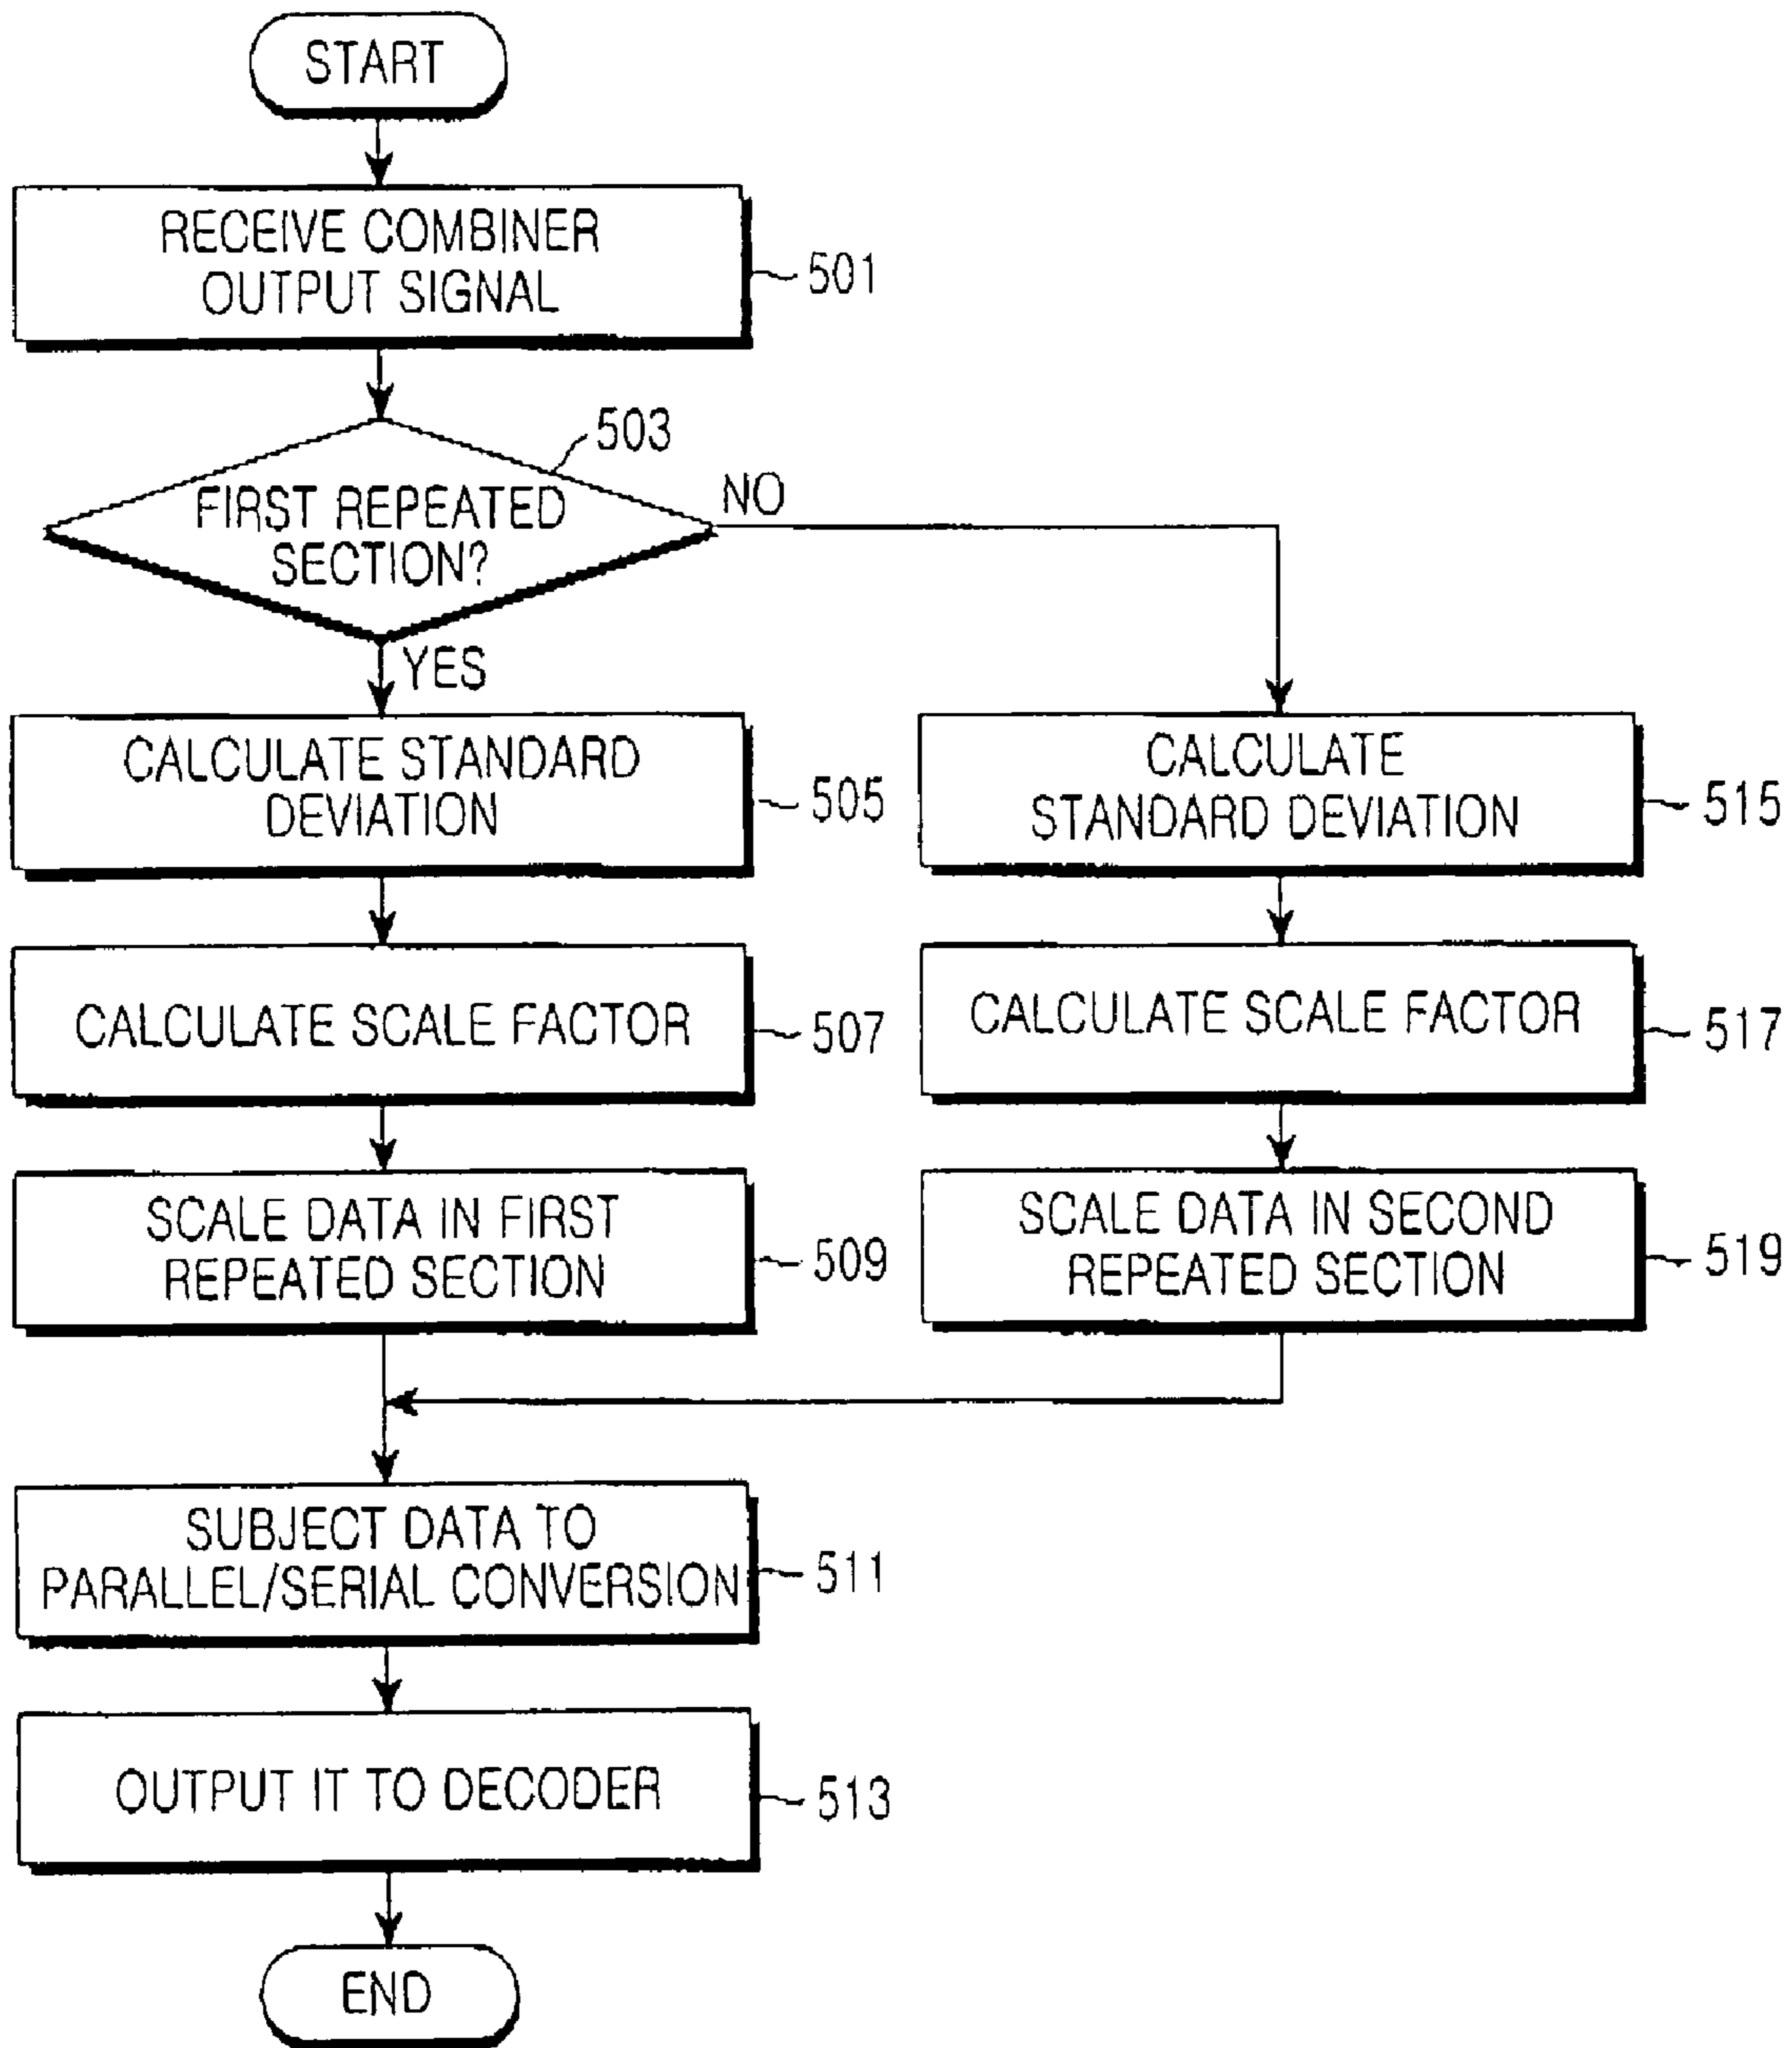 START
RECEIVE COMBINER
OUTPUT SIGNAL
501
503
FIRST REPEATED
SECTION?
NO
YES
CALCULATE STANDARD
DEVIATION
505
CALCULATE
STANDARD DEVIATION
515
CALCULATE SCALE FACTOR
507
CALCULATE SCALE FACTOR
517
SCALE DATA IN FIRST
REPEATED SECTION
509
SCALE DATA IN SECOND
REPEATED SECTION
519
SUBJECT DATA TO
PARALLEL/SERIAL CONVERSION
511
OUTPUT IT TO DECODER
513
END